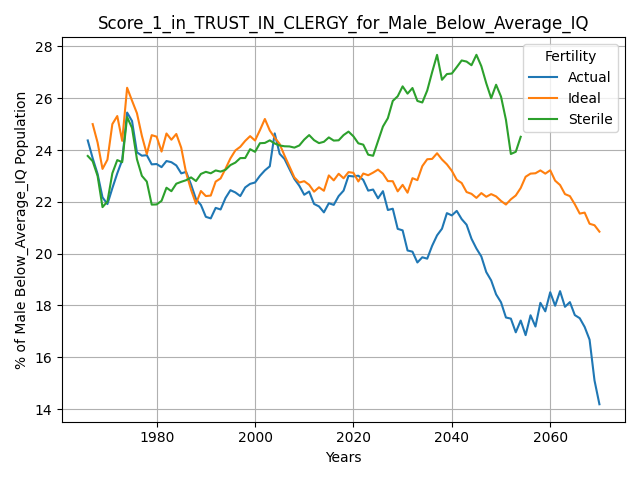 Score_1_in_TRUST_IN_CLERGY_for_Male_Below_Average_IQ
% of Male Below_Average_IQ Population
28
26
24
22
20
18
16
14
1980
2000
2020
2040
2060
Years
Fertility
Actual
Ideal
Sterile